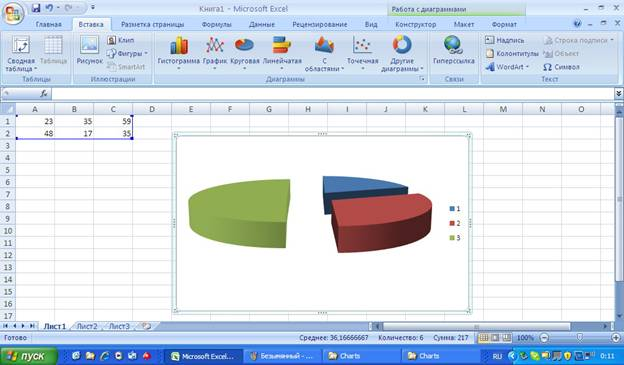 Книга1 - Microsoft Excel
Работа с диаграммами
Главная Вставка Разметка страницы Формулы Данные Рецензирование Вид Конструктор Макет Формат
Сводная таблица Таблица
Таблицы
Рисунок Клип Фигуры SmartArt
Иллюстрации
Гистограмма График Круговая Линейчатая С областями Точечная Другие диаграммы
Диаграммы
Гиперссылка
Связи
Надпись Колонтитулы WordArt Строка подписи Объект Символ
Текст
fx
A B C D E F G H I J K L M N O
1 23 35 59
2 48 17 35
3
4
5
6
7
8
9
10
11
12
13
14
15
16
17
1
2
3
Лист1 Лист2 Лист3
Готово Среднее: 36,16666667 Количество: 6 Сумма: 217 100%
пуск Microsoft Exce... Безымянный - ... Charts Charts RU 0:11